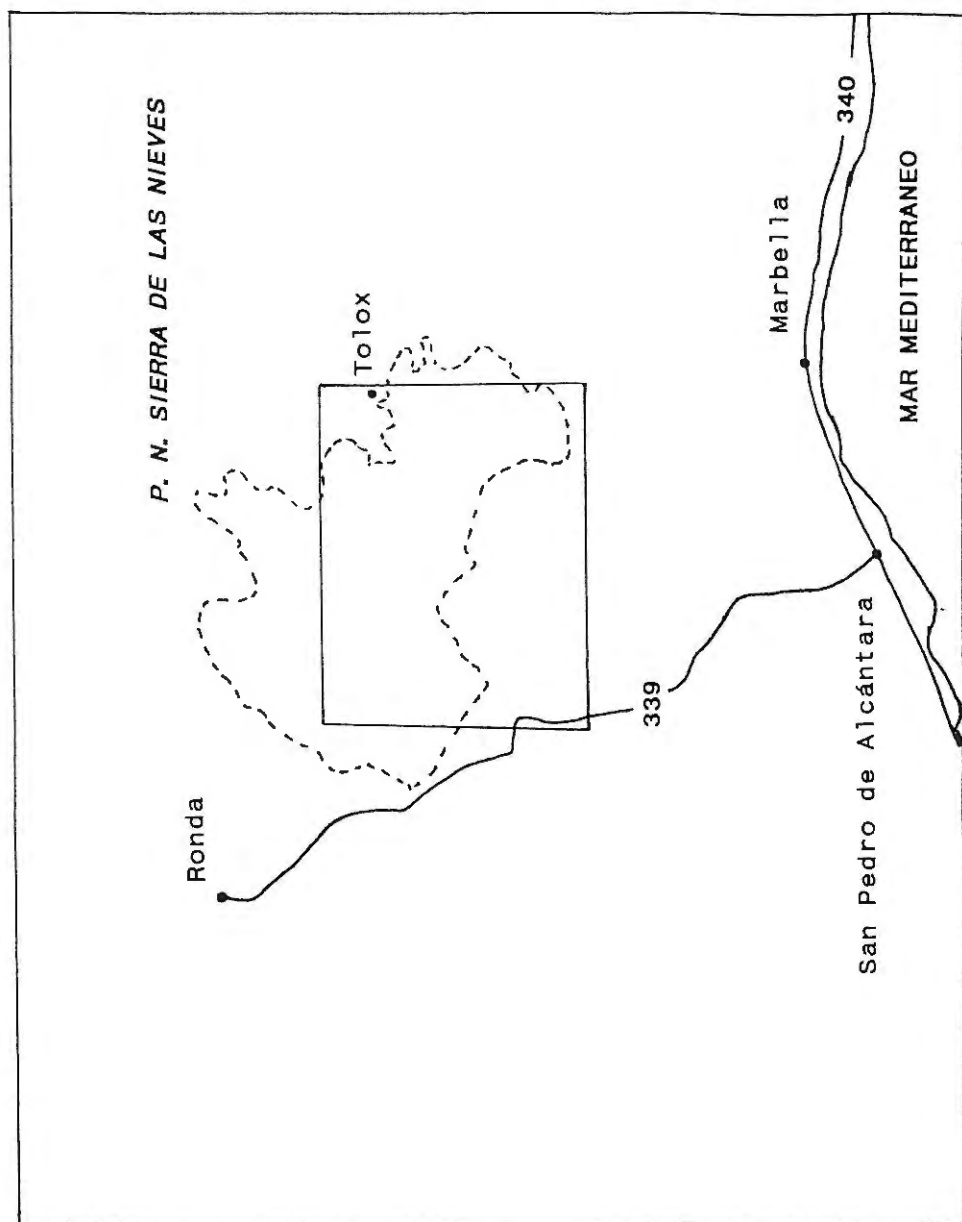 P. N. SIERRA DE LAS NIEVES
Ronda
Tolox
339
Marbella
340
San Pedro de Alcántara
MAR MEDITERRANEO